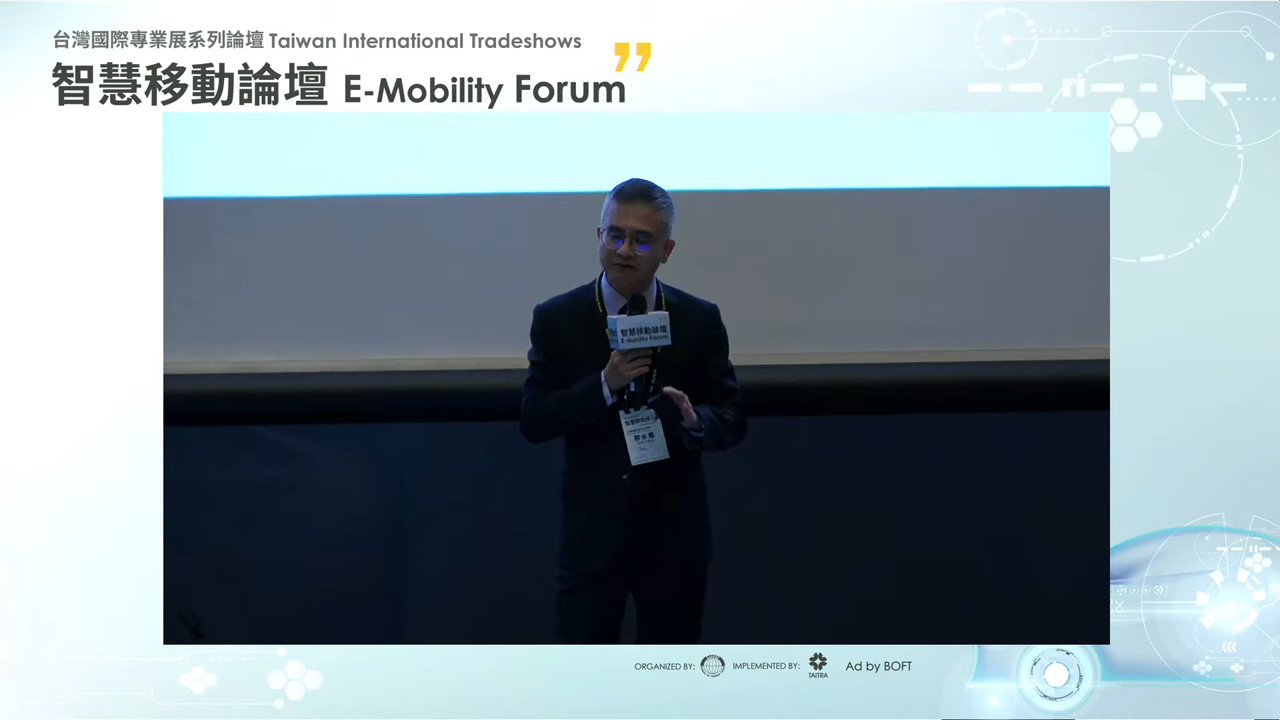 台灣國際專業展系列論壇 Taiwan International Tradeshows
智慧移動論壇 E-Mobility Forum
智慧移動論壇
E-Mobility Forum
ORGANIZED BY:
IMPLEMENTED BY:
TAITRA
Ad by BOFT